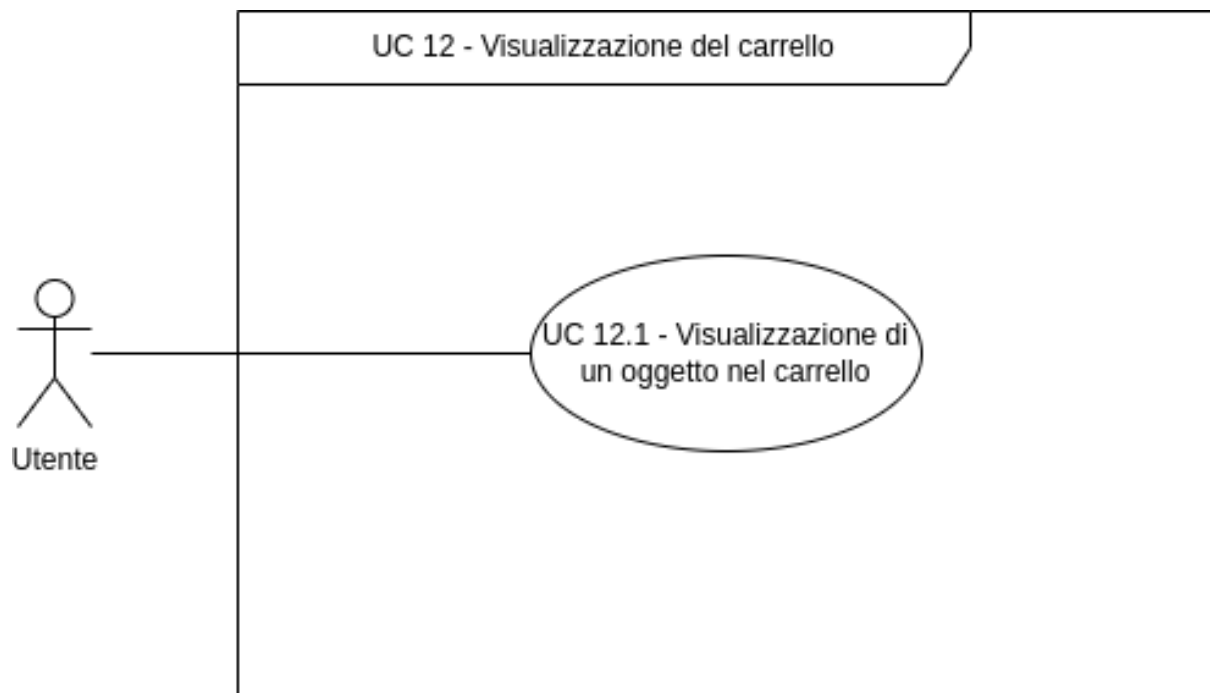 UC 12 - Visualizzazione del carrello
UC 12.1 - Visualizzazione di
un oggetto nel carrello
Utente